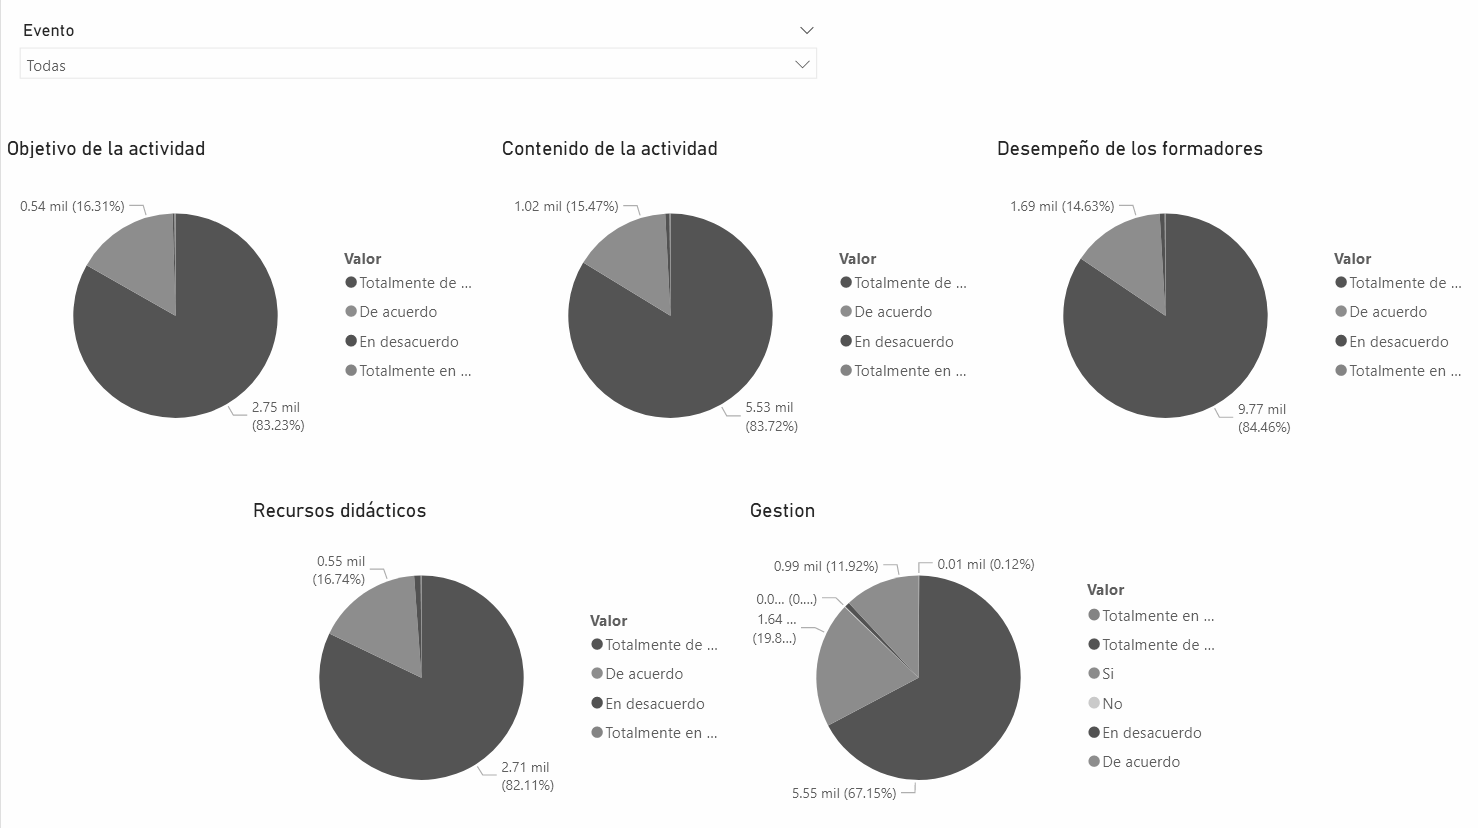 Evento
Todas
Objetivo de la actividad
0.54 mil (16.31%)
2.75 mil
(83.23%)
Valor
Totalmente de ...
De acuerdo
En desacuerdo
Totalmente en ...
Contenido de la actividad
1.02 mil (15.47%)
5.53 mil
(83.72%)
Valor
Totalmente de ...
De acuerdo
En desacuerdo
Totalmente en ...
Desempeño de los formadores
1.69 mil (14.63%)
9.77 mil
(84.46%)
Valor
Totalmente de ...
De acuerdo
En desacuerdo
Totalmente en ...
Recursos didácticos
0.55 mil
(16.74%)
2.71 mil
(82.11%)
Valor
Totalmente de ...
De acuerdo
En desacuerdo
Totalmente en ...
Gestion
0.99 mil (11.92%)
0.01 mil (0.12%)
0.0... (0....)
1.64 ...
(19.8...)
5.55 mil (67.15%)
Valor
Totalmente en ...
Totalmente de ...
Si
No
En desacuerdo
De acuerdo